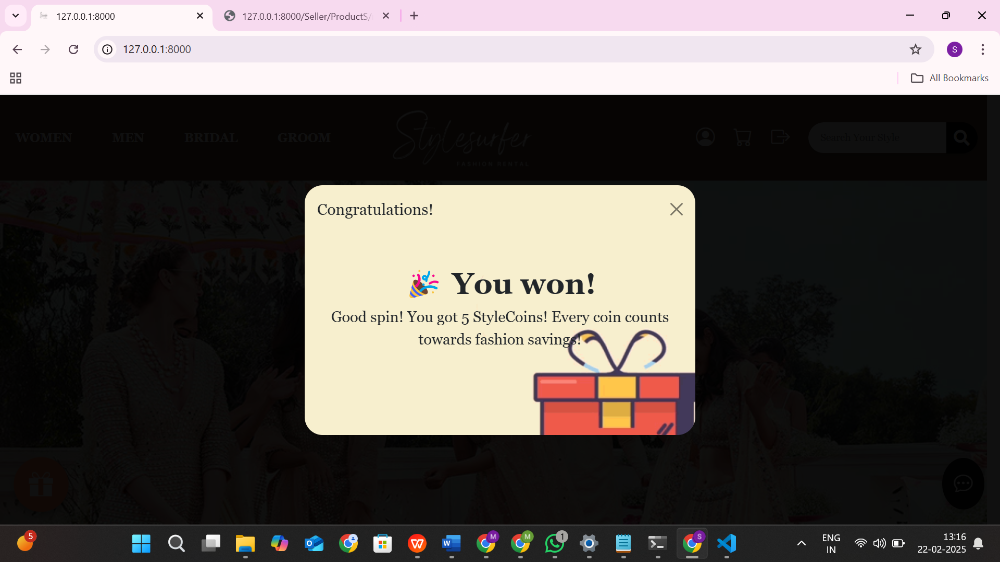 127.0.0.1:8000
127.0.0.1:8000/Seller/ProductS/
127.0.0.1:8000
S
All Bookmarks
WOMEN MEN BRIDAL GROOM
Stylesurfer
FASHION RENTAL
Search Your Style
Congratulations!
You won!
Good spin! You got 5 StyleCoins! Every coin counts
towards fashion savings!
5
O
W
W
M
M
1
S
ENG
IN
13:16
22-02-2025